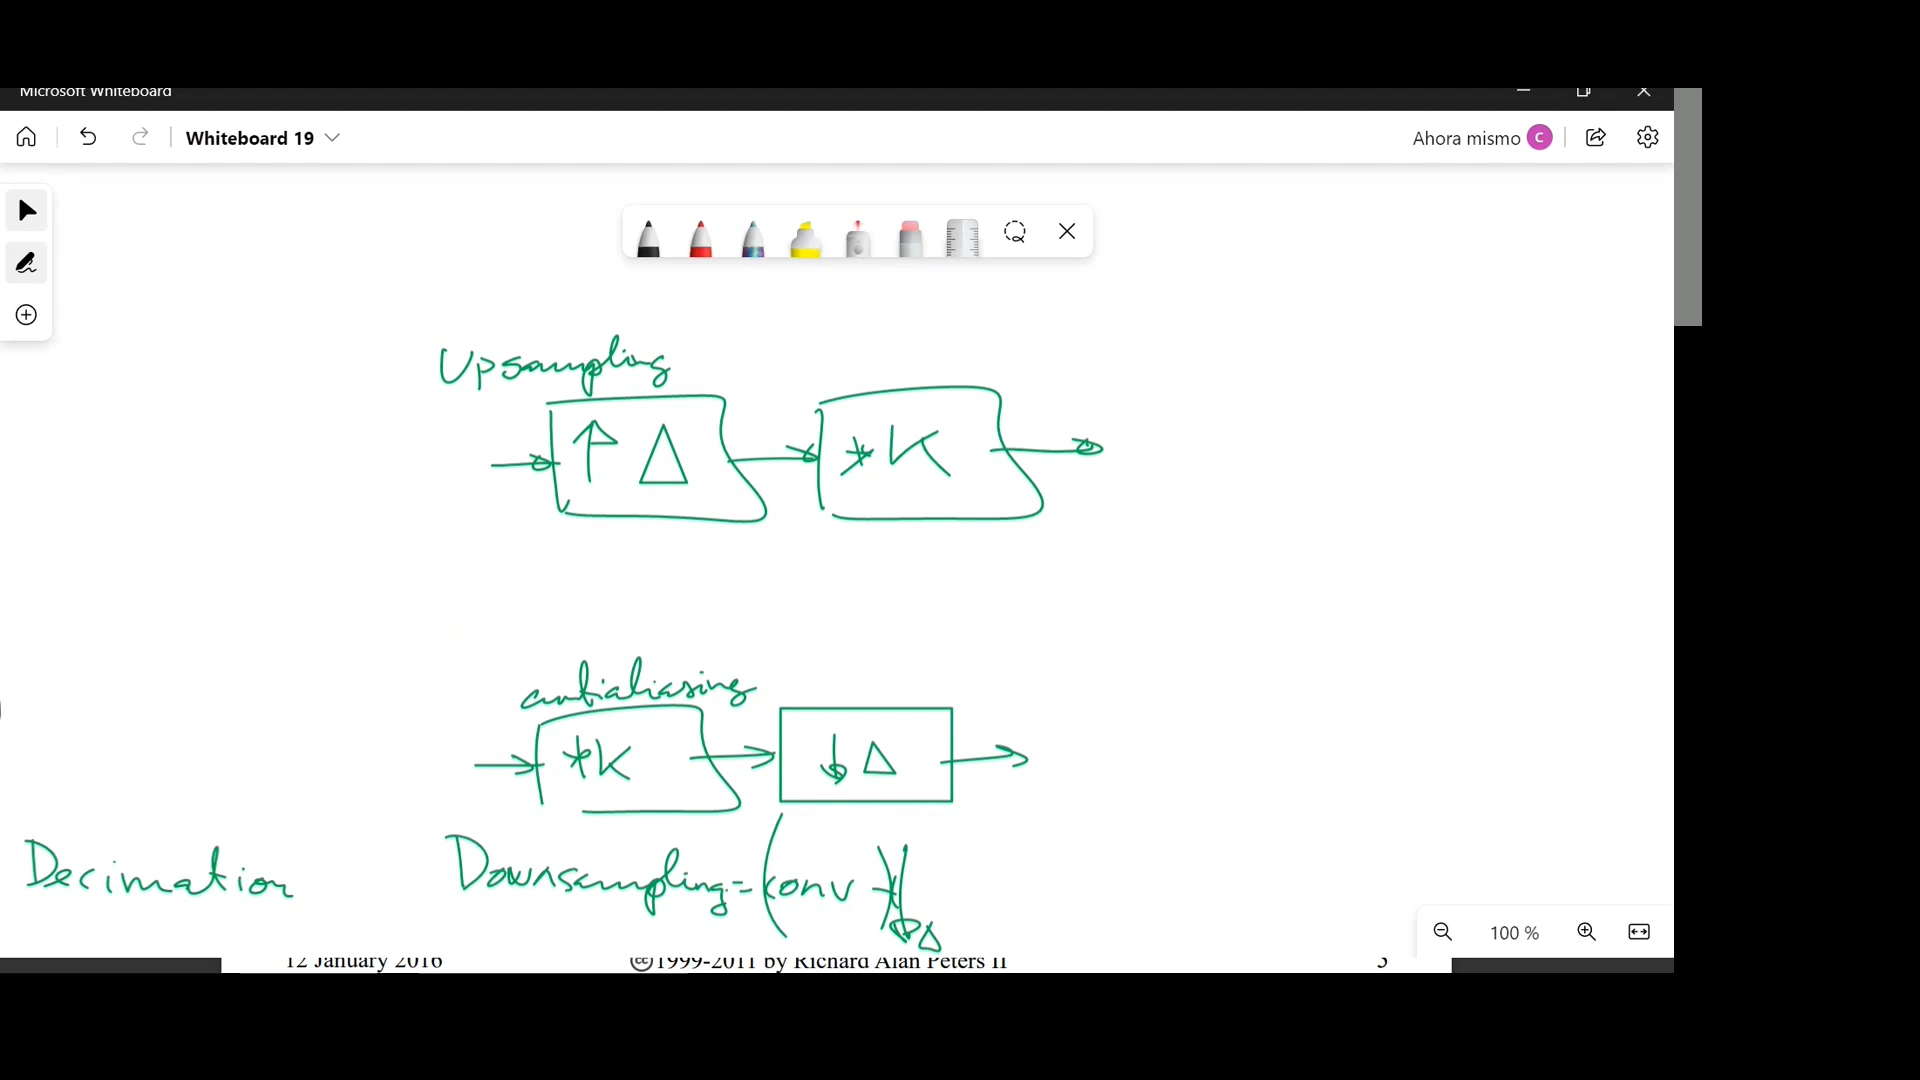 Microsoft Whiteboard
Whiteboard 19
Ahora mismo C
Upsampling
↑ Δ
*K
antialiasing
*K
↓ Δ
Decimation
Downsampling = (conv *)|↓Δ
100 %
12 January 2016
1999-2011 by Richard Alan Peters II